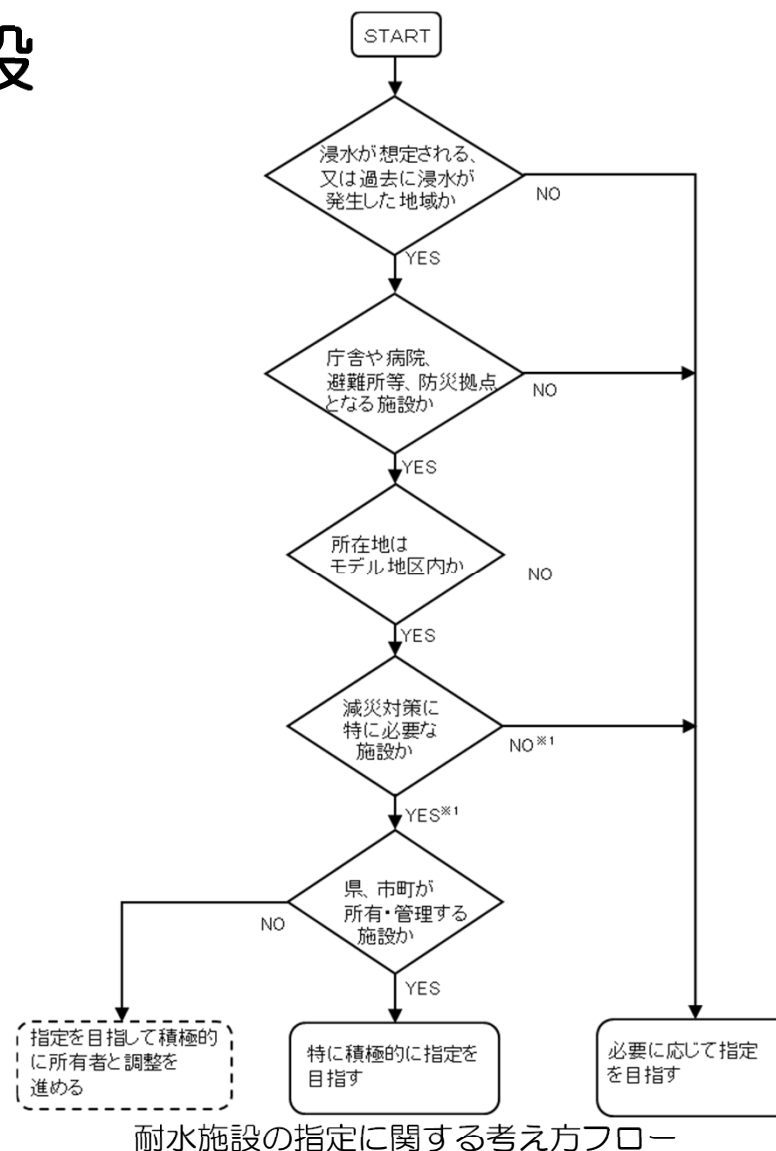 設
START
浸水が想定される、
又は過去に浸水が
発生した地域か
NO
YES
庁舎や病院、
避難所等、防災拠点
となる施設か
NO
YES
所在地は
モデル地区内か
NO
YES
減災対策に
特に必要な
施設か
NO※1
YES※1
県、市町が
所有・管理する
施設か
NO
YES
指定を目指して積極的
に所有者と調整を
進める
特に積極的に指定を
目指す
必要に応じて指定
を目指す
耐水施設の指定に関する考え方フロー